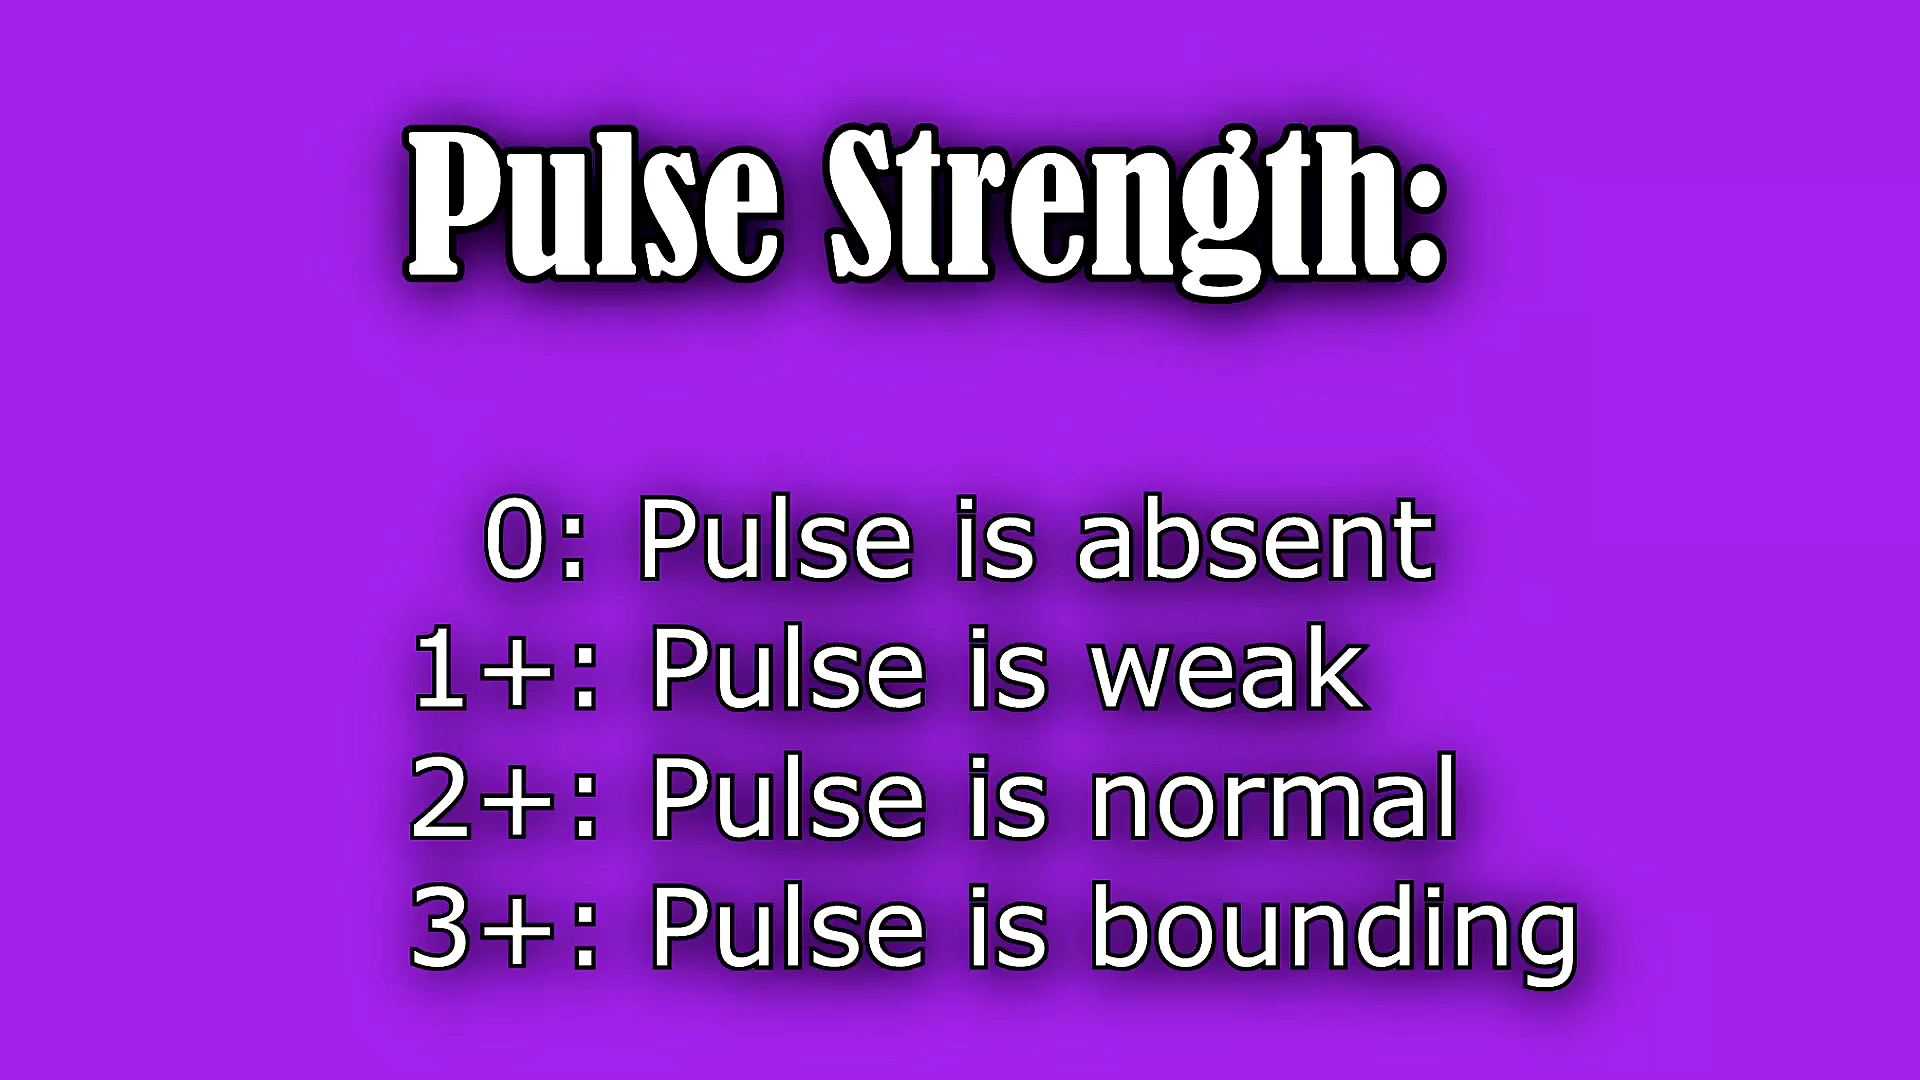 Pulse Strength:
0: Pulse is absent
1+: Pulse is weak
2+: Pulse is normal
3+: Pulse is bounding